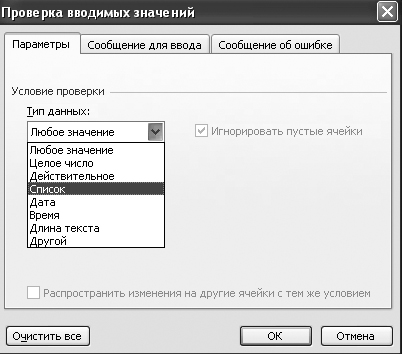 Проверка вводимых значений
Параметры Сообщение для ввода Сообщение об ошибке
Условие проверки
Тип данных:
Любое значение Игнорировать пустые ячейки
Любое значение
Целое число
Действительное
Список
Дата
Время
Длина текста
Другой
Распространить изменения на другие ячейки с тем же условием
Очистить все ОК Отмена